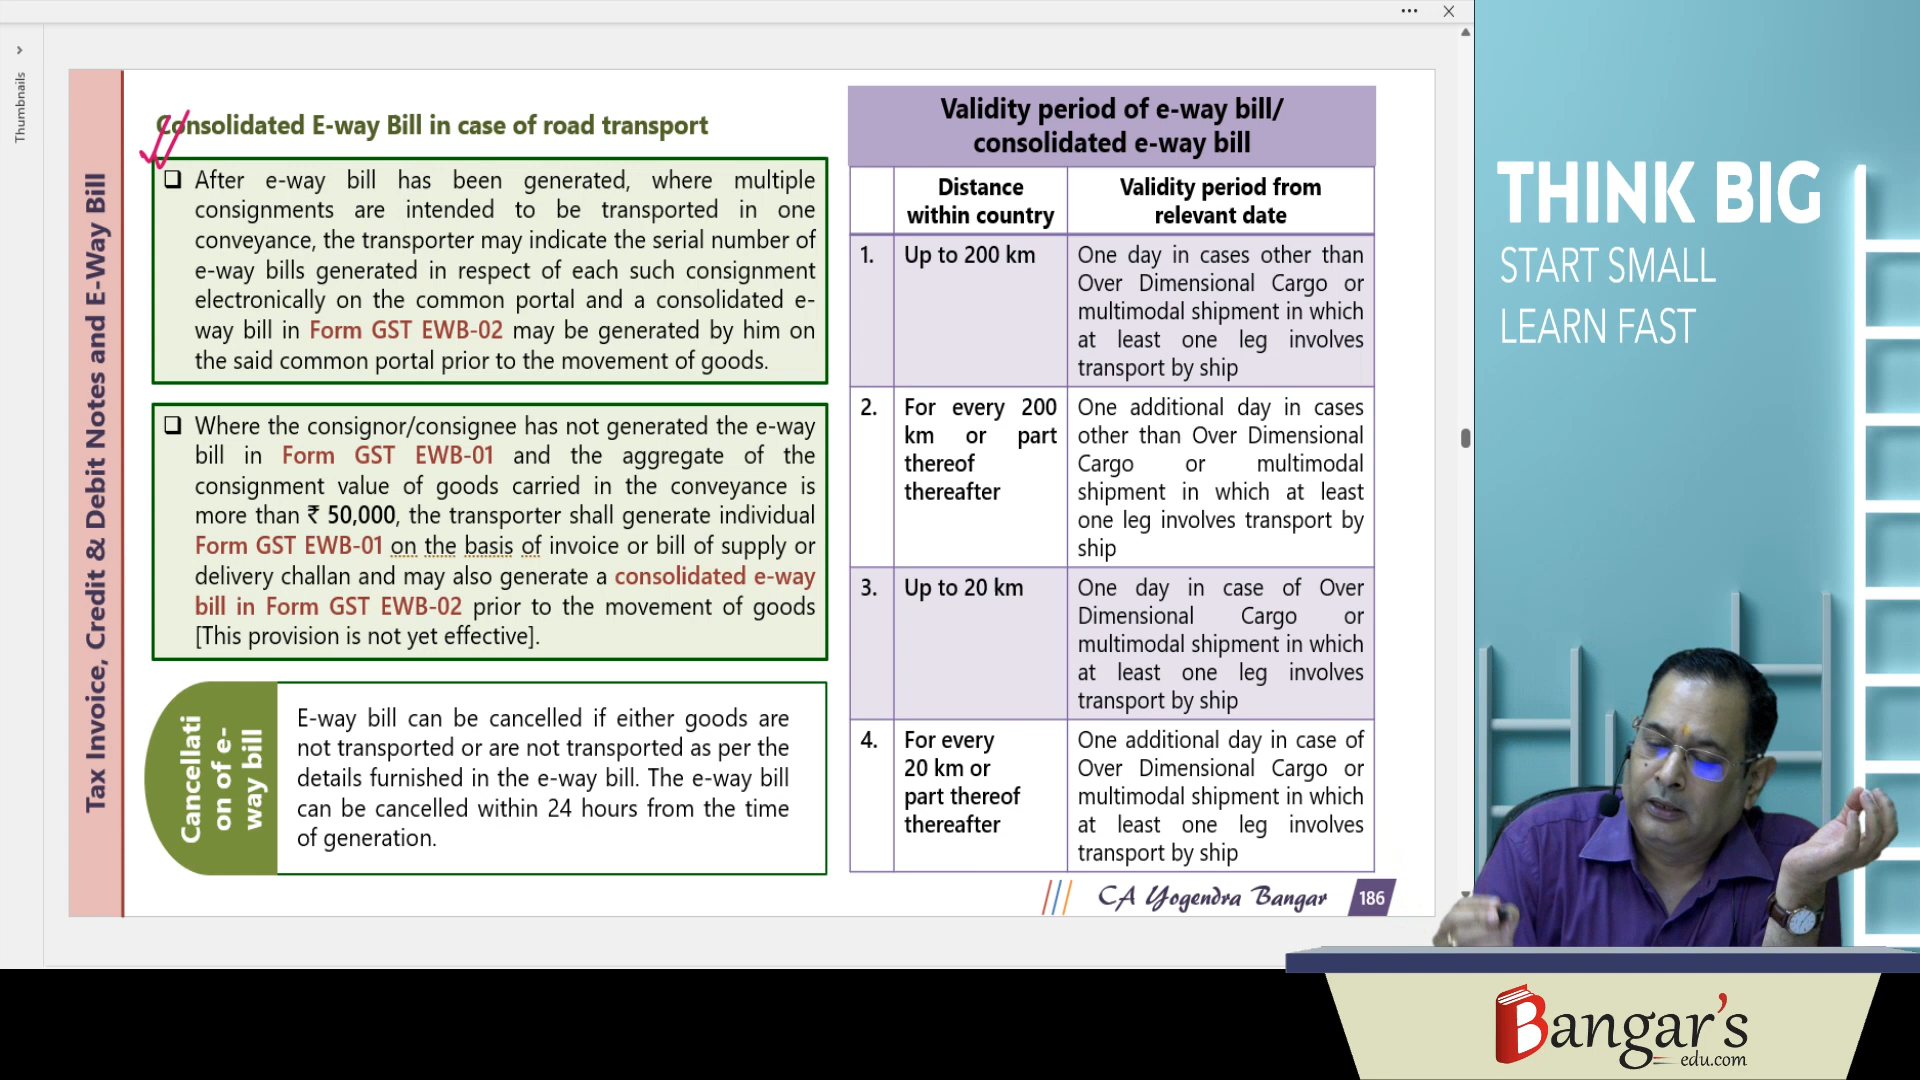 Thumbnails
Tax Invoice, Credit & Debit Notes and E-Way Bill
Consolidated E-way Bill in case of road transport
After e-way bill has been generated, where multiple
consignments are intended to be transported in one
conveyance, the transporter may indicate the serial number of
e-way bills generated in respect of each such consignment
electronically on the common portal and a consolidated e-
way bill in Form GST EWB-02 may be generated by him on
the said common portal prior to the movement of goods.
Where the consignor/consignee has not generated the e-way
bill in Form GST EWB-01 and the aggregate of the
consignment value of goods carried in the conveyance is
more than ₹ 50,000, the transporter shall generate individual
Form GST EWB-01 on the basis of invoice or bill of supply or
delivery challan and may also generate a consolidated e-way
bill in Form GST EWB-02 prior to the movement of goods
[This provision is not yet effective].
Cancellati
on of e-
way bill
E-way bill can be cancelled if either goods are
not transported or are not transported as per the
details furnished in the e-way bill. The e-way bill
can be cancelled within 24 hours from the time
of generation.
Validity period of e-way bill/
consolidated e-way bill
Distance
within country
Validity period from
relevant date
1.
Up to 200 km
One day in cases other than
Over Dimensional Cargo or
multimodal shipment in which
at least one leg involves
transport by ship
2.
For every 200
km or part
thereof
thereafter
One additional day in cases
other than Over Dimensional
Cargo or multimodal
shipment in which at least
one leg involves transport by
ship
3.
Up to 20 km
One day in case of Over
Dimensional Cargo or
multimodal shipment in which
at least one leg involves
transport by ship
4.
For every
20 km or
part thereof
thereafter
One additional day in case of
Over Dimensional Cargo or
multimodal shipment in which
at least one leg involves
transport by ship
CA Yogendra Bangar
186
THINK BIG
START SMALL
LEARN FAST
Bangar's
edu.com